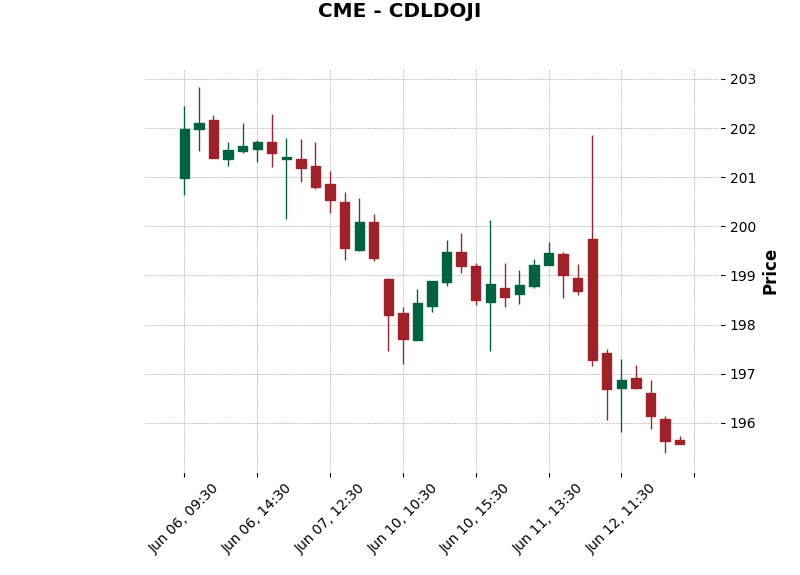 CME - CDLDOJI
203
202
201
200
199
198
197
196
Price
Jun 06, 09:30
Jun 06, 14:30
Jun 07, 12:30
Jun 10, 10:30
Jun 10, 15:30
Jun 11, 13:30
Jun 12, 11:30